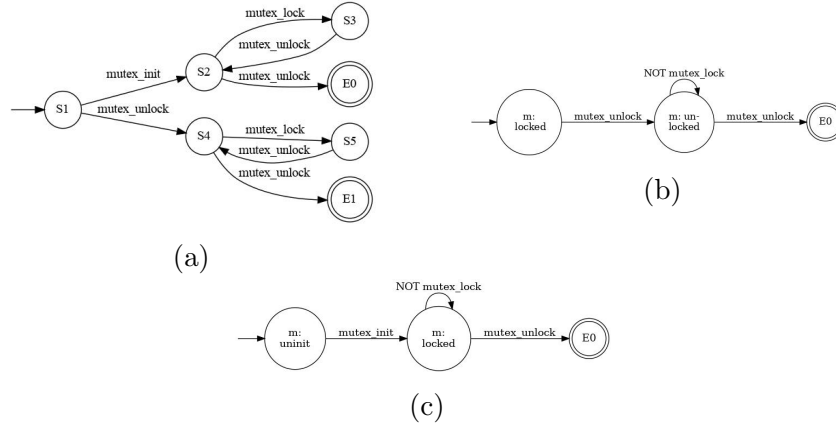 mutex_lock
S3
mutex_unlock
mutex_init
S2
mutex_unlock
E0
S1
mutex_unlock
mutex_lock
S4
S5
mutex_unlock
mutex_unlock
E1
(a)
NOT mutex_lock
m:
locked
mutex_unlock
m: un-
locked
mutex_unlock
E0
(b)
NOT mutex_lock
m:
uninit
mutex_init
m:
locked
mutex_unlock
E0
(c)